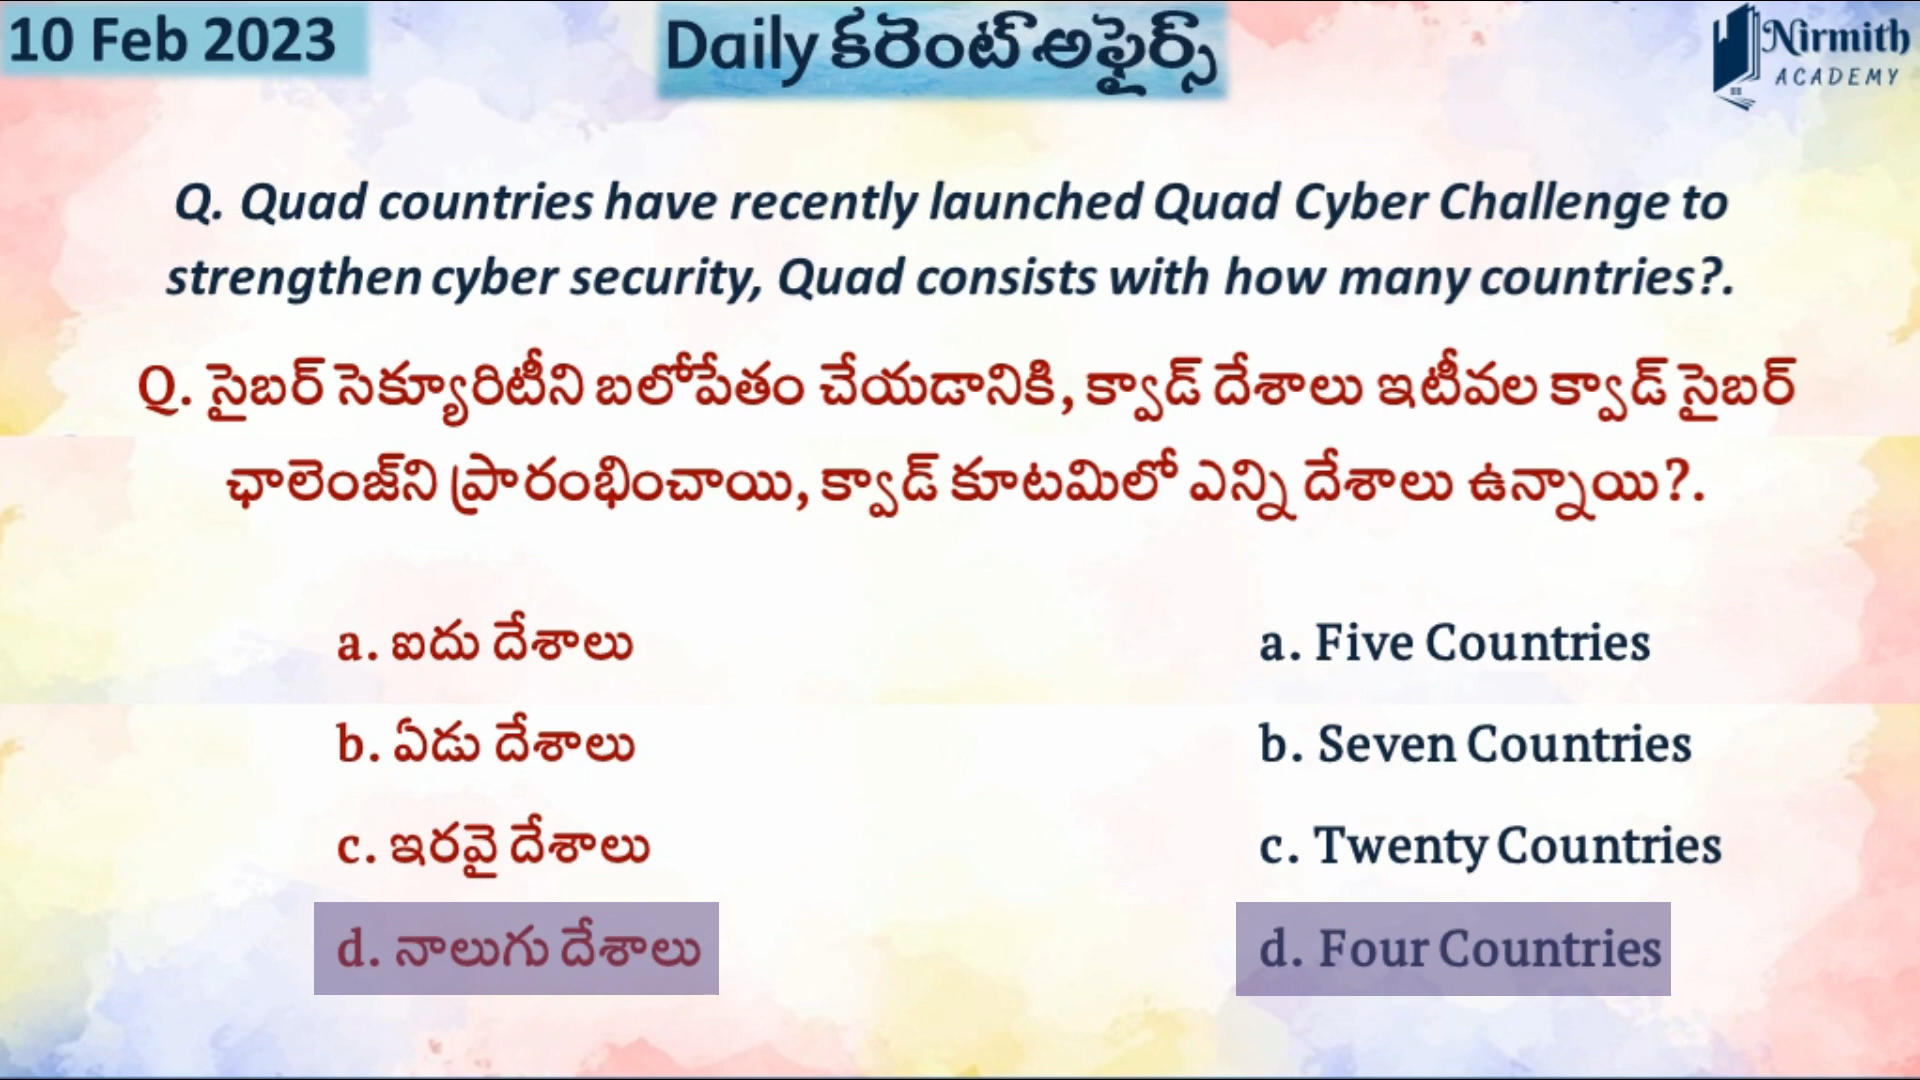 10 Feb 2023
Daily కరెంట్ అఫైర్స్
Nirmith
ACADEMY
Q. Quad countries have recently launched Quad Cyber Challenge to
strengthen cyber security, Quad consists with how many countries?.
Q. సైబర్ సెక్యూరిటీని బలోపేతం చేయడానికి, క్వాడ్ దేశాలు ఇటీవల క్వాడ్ సైబర్
ఛాలెంజ్‌ని ప్రారంభించాయి, క్వాడ్ కూటమిలో ఎన్ని దేశాలు ఉన్నాయి?.
a. ఐదు దేశాలు
b. ఏడు దేశాలు
c. ఇరవై దేశాలు
d. నాలుగు దేశాలు
a. Five Countries
b. Seven Countries
c. Twenty Countries
d. Four Countries